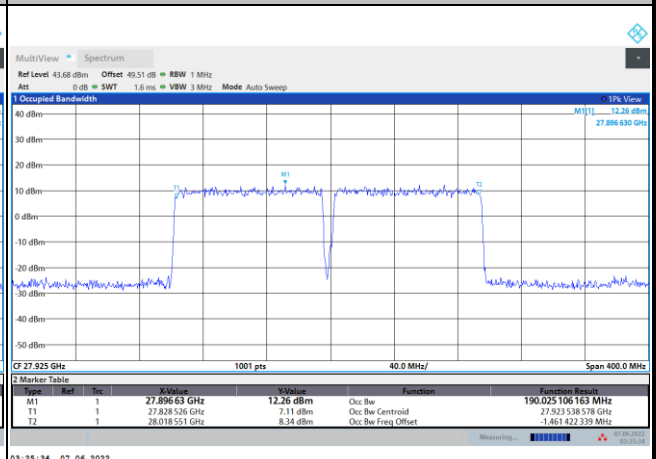 MultiView Spectrum
Ref Level 43.68 dBm Offset 49.51 dB RBW 1 MHz
Att 0 dB SWT 1.6 ms VBW 3 MHz Mode Auto Sweep
1 Occupied Bandwidth 1Pk View
M1[1] 12.26 dBm
27.896 630 GHz
40 dBm
30 dBm
20 dBm
M1
T1
T2
10 dBm
0 dBm
-10 dBm
-20 dBm
-30 dBm
-40 dBm
-50 dBm
CF 27.925 GHz 1001 pts 40.0 MHz/ Span 400.0 MHz
2 Marker Table
Type Ref Trc X-Value Y-Value Function Function Result
M1 1 27.896 63 GHz 12.26 dBm Occ Bw 190.025 106 163 MHz
T1 1 27.828 526 GHz 7.11 dBm Occ Bw Centroid 27.923 538 578 GHz
T2 1 28.018 551 GHz 8.34 dBm Occ Bw Freq Offset -1.461 422 339 MHz
Measuring... 07.06.2022
03:25:34
03:25:34 07.06.2022